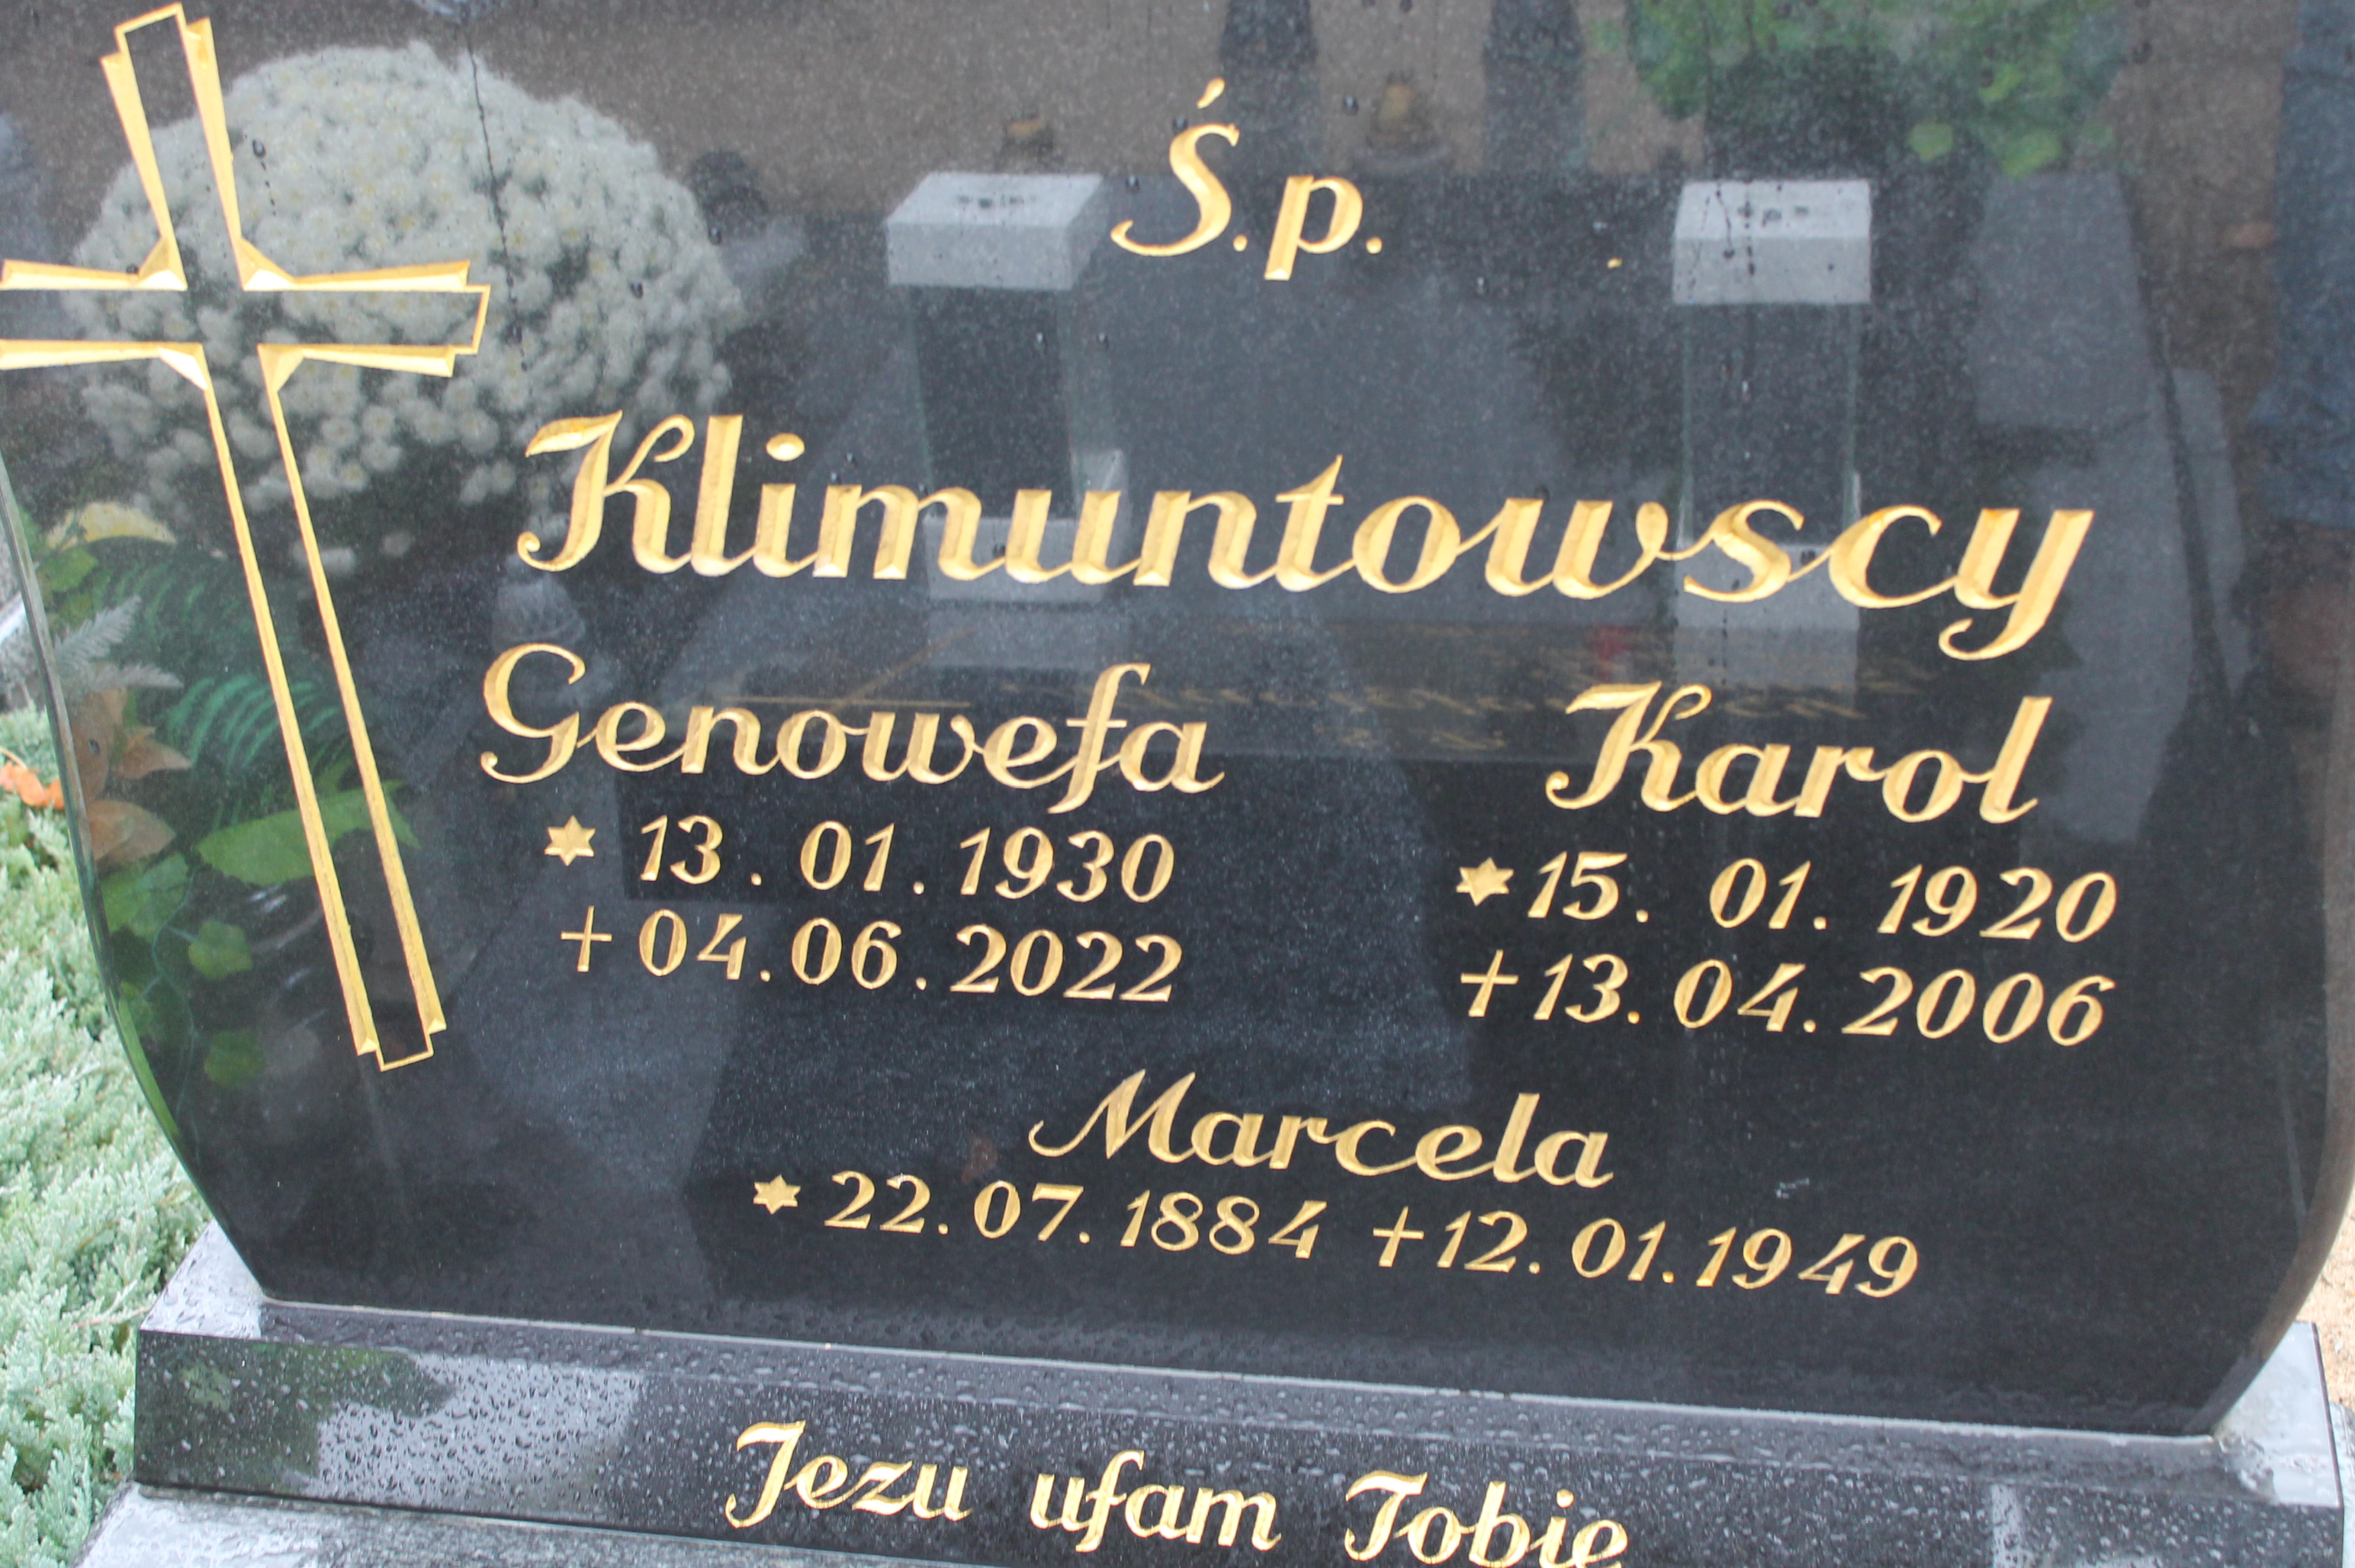 Ś.p.
Klimuntowscy
Genowefa
* 13.01.1930
+ 04.06.2022
Karol
* 15.01.1920
+ 13.04.2006
Marcela
* 22.07.1884 + 12.01.1949
Jezu ufam Tobie